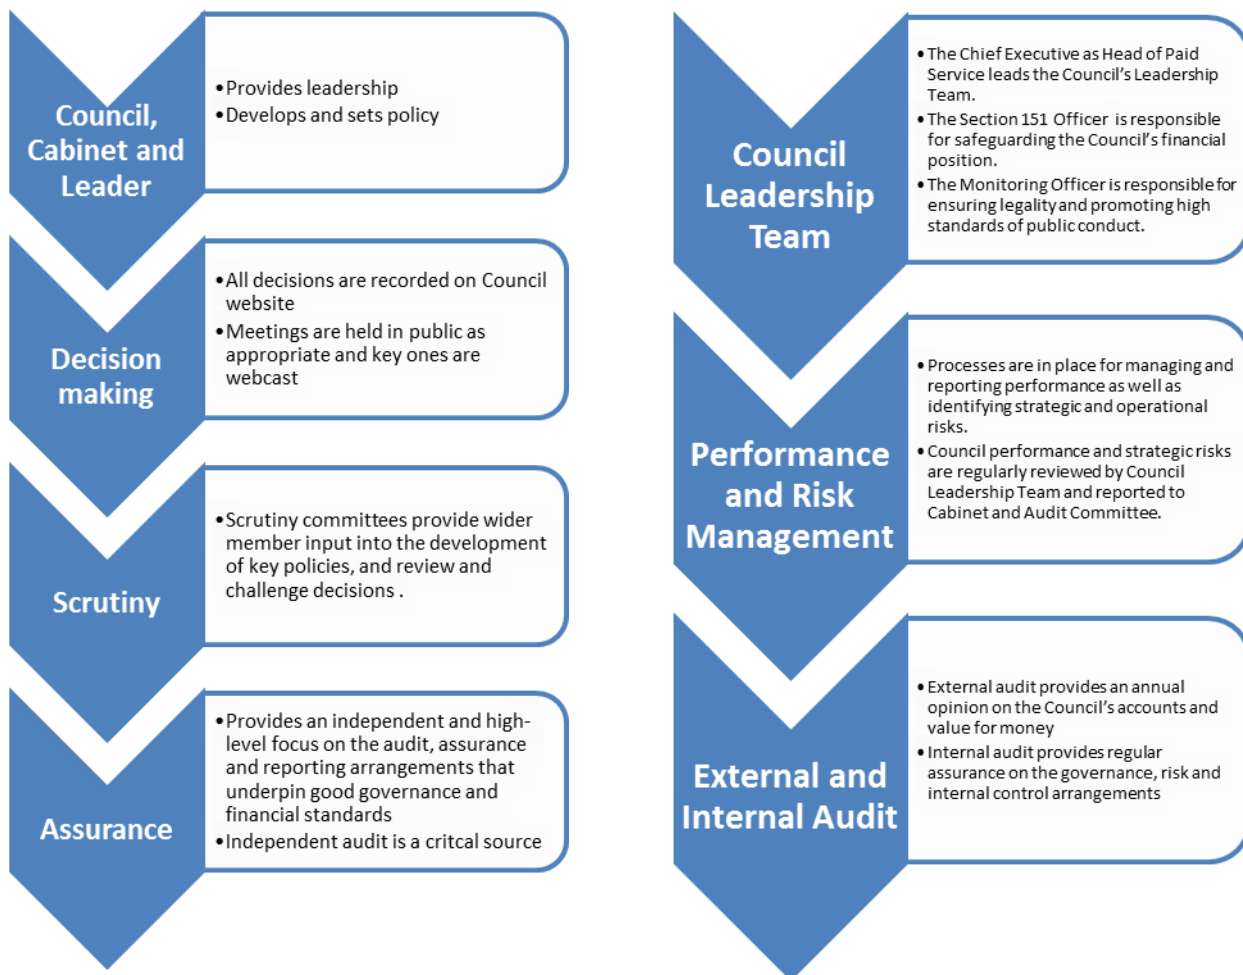 Council,
Cabinet and
Leader
•Provides leadership
•Develops and sets policy
Decision
making
•All decisions are recorded on Council
website
•Meetings are held in public as
appropriate and key ones are
webcast
Scrutiny
•Scrutiny committees provide wider
member input into the development
of key policies, and review and
challenge decisions .
Assurance
•Provides an independent and high-
level focus on the audit, assurance
and reporting arrangements that
underpin good governance and
financial standards
•Independent audit is a critcal source
Council
Leadership
Team
•The Chief Executive as Head of Paid
Service leads the Council's Leadership
Team.
•The Section 151 Officer is responsible
for safeguarding the Council's financial
position.
•The Monitoring Officer is responsible for
ensuring legality and promoting high
standards of public conduct.
Performance
and Risk
Management
•Processes are in place for managing and
reporting performance as well as
identifying strategic and operational
risks.
•Council performance and strategic risks
are regularly reviewed by Council
Leadership Team and reported to
Cabinet and Audit Committee.
External and
Internal Audit
•External audit provides an annual
opinion on the Council's accounts and
value for money
•Internal audit provides regular
assurance on the governance, risk and
internal control arrangements